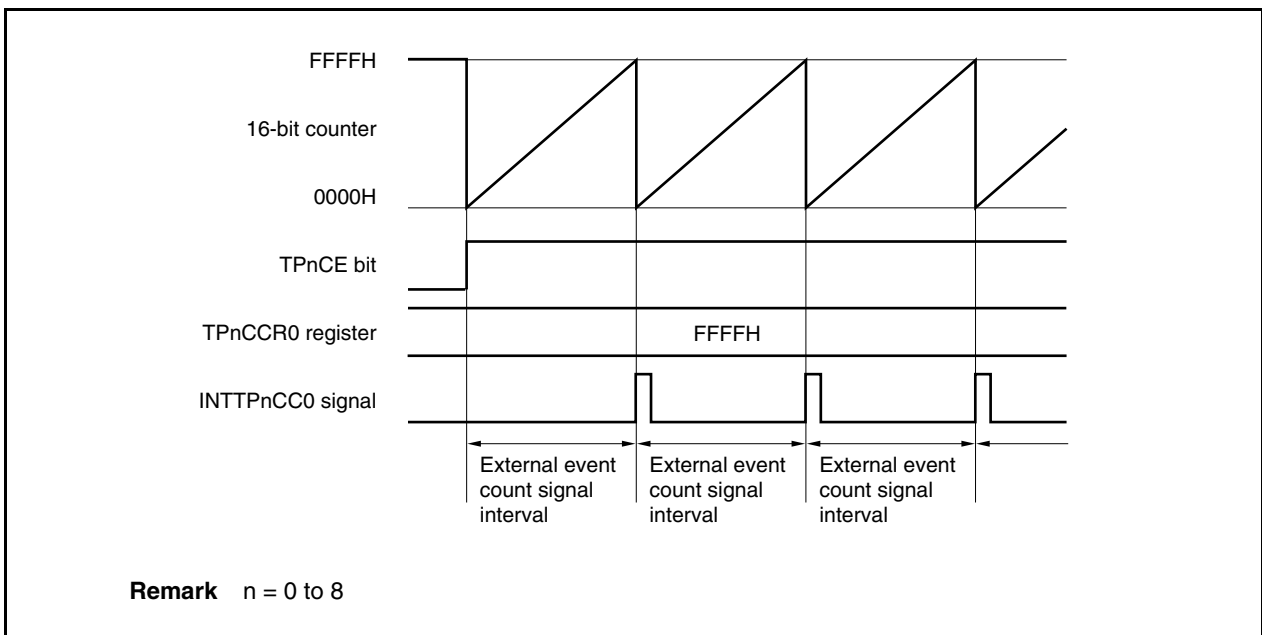 FFFFH
16-bit counter
0000H
TPnCE bit
TPnCCR0 register
FFFFH
INTTPnCC0 signal
External event
count signal
interval
External event
count signal
interval
External event
count signal
interval
Remark n = 0 to 8